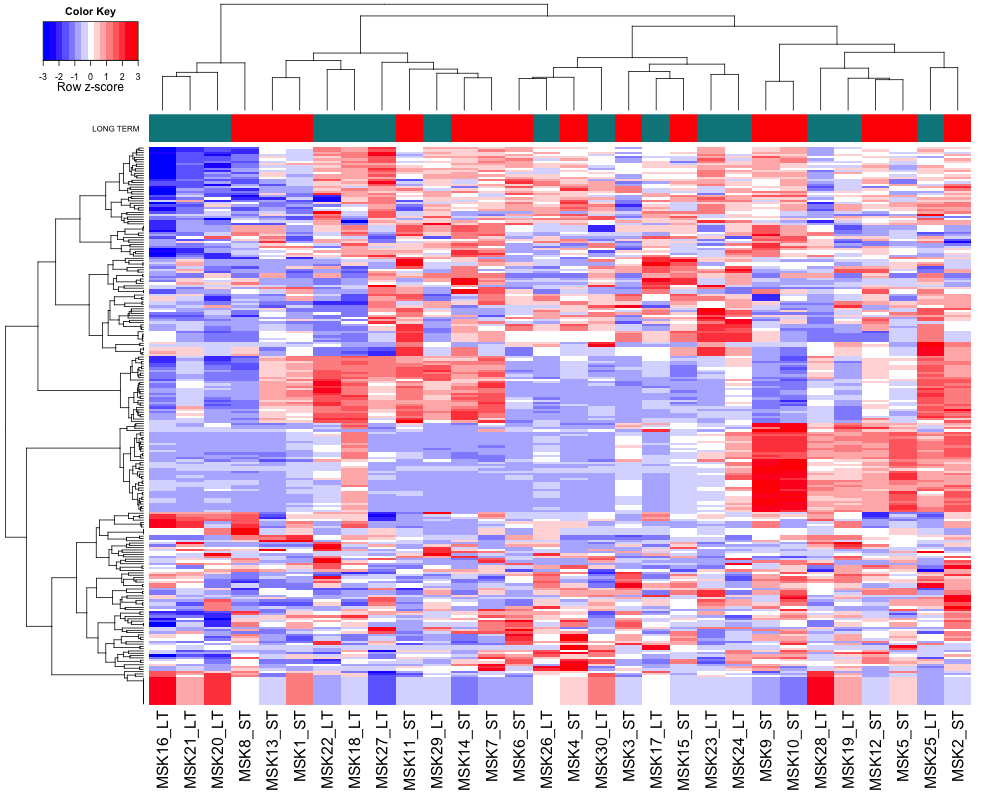 Color Key
-3 -2 -1 0 1 2 3
Row z-score
LONG TERM
MSK16_LT
MSK21_LT
MSK20_LT
MSK8_ST
MSK13_ST
MSK1_ST
MSK22_LT
MSK18_LT
MSK27_LT
MSK11_ST
MSK29_LT
MSK14_ST
MSK7_ST
MSK6_ST
MSK26_LT
MSK4_ST
MSK30_LT
MSK3_ST
MSK17_LT
MSK15_ST
MSK23_LT
MSK24_LT
MSK9_ST
MSK10_ST
MSK28_LT
MSK19_LT
MSK12_ST
MSK5_ST
MSK25_LT
MSK2_ST